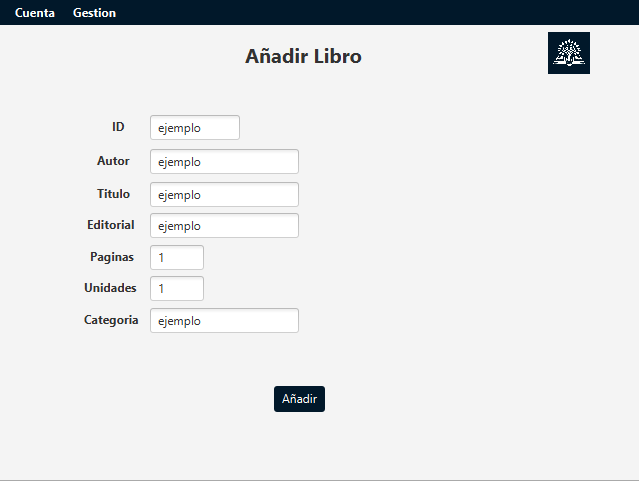 Cuenta Gestion
Añadir Libro
ID ejemplo
Autor ejemplo
Titulo ejemplo
Editorial ejemplo
Paginas 1
Unidades 1
Categoria ejemplo
Añadir